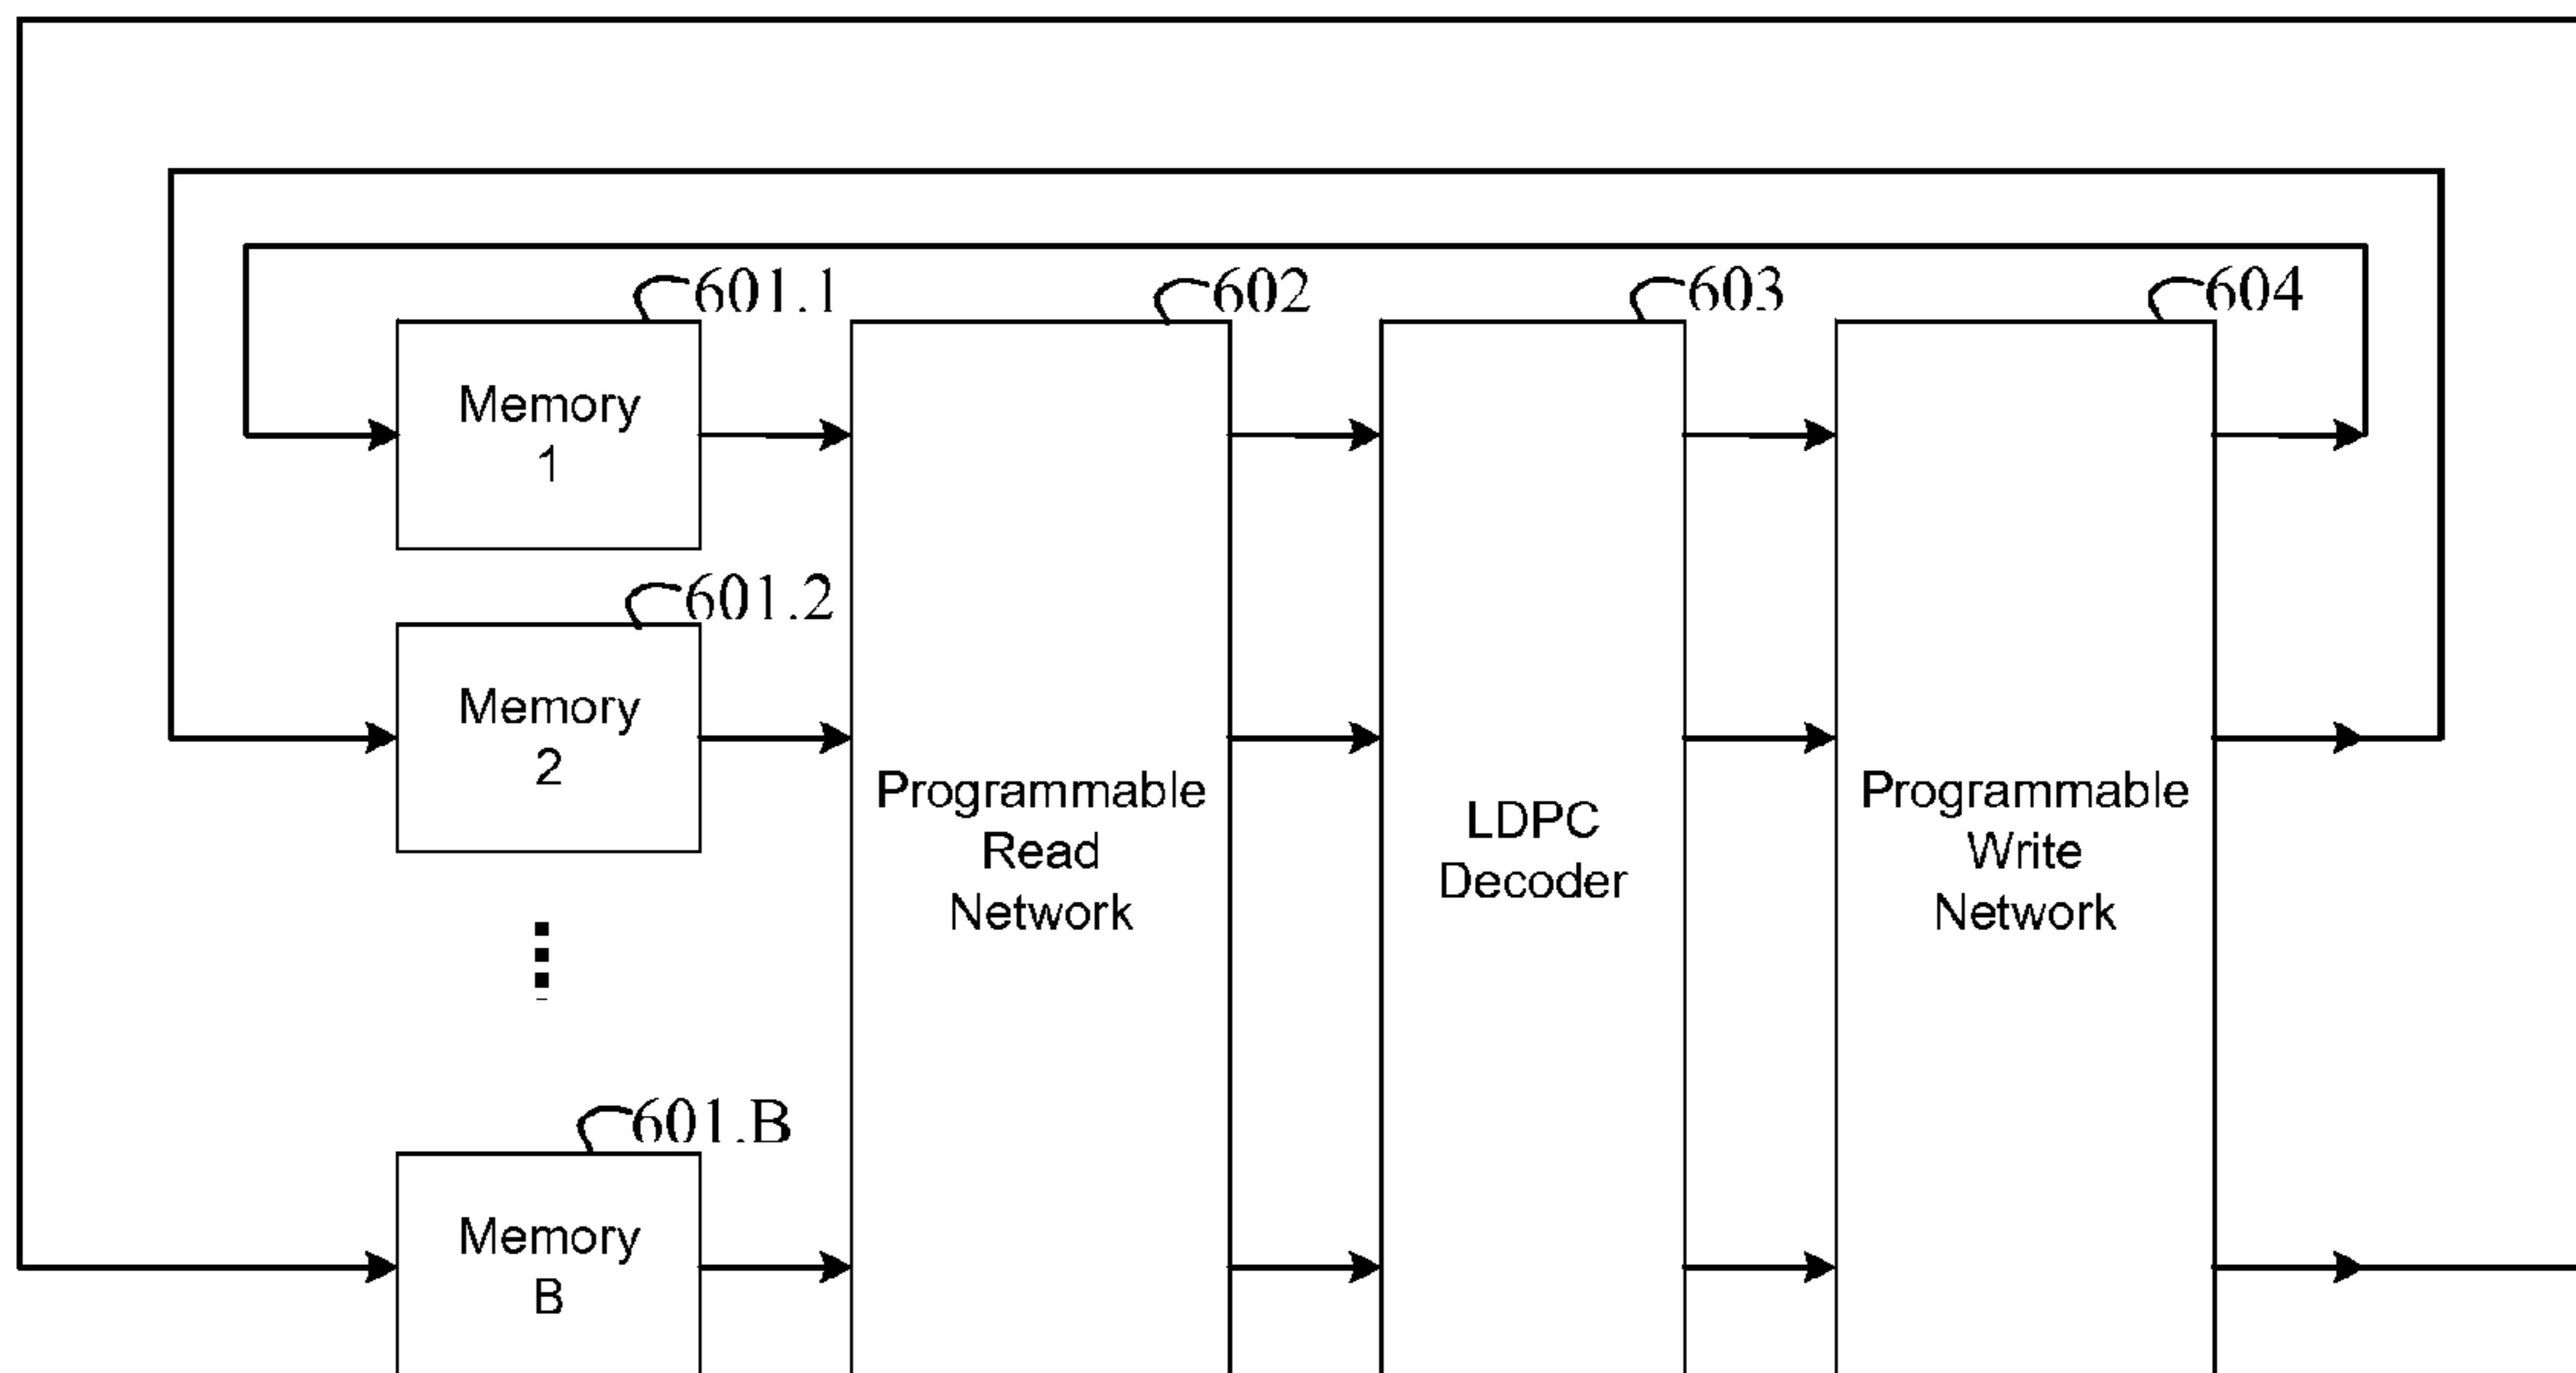 601.1
602
603
604
Memory
1
601.2
Memory
2
Programmable
Read
Network
LDPC
Decoder
Programmable
Write
Network
601.B
Memory
B